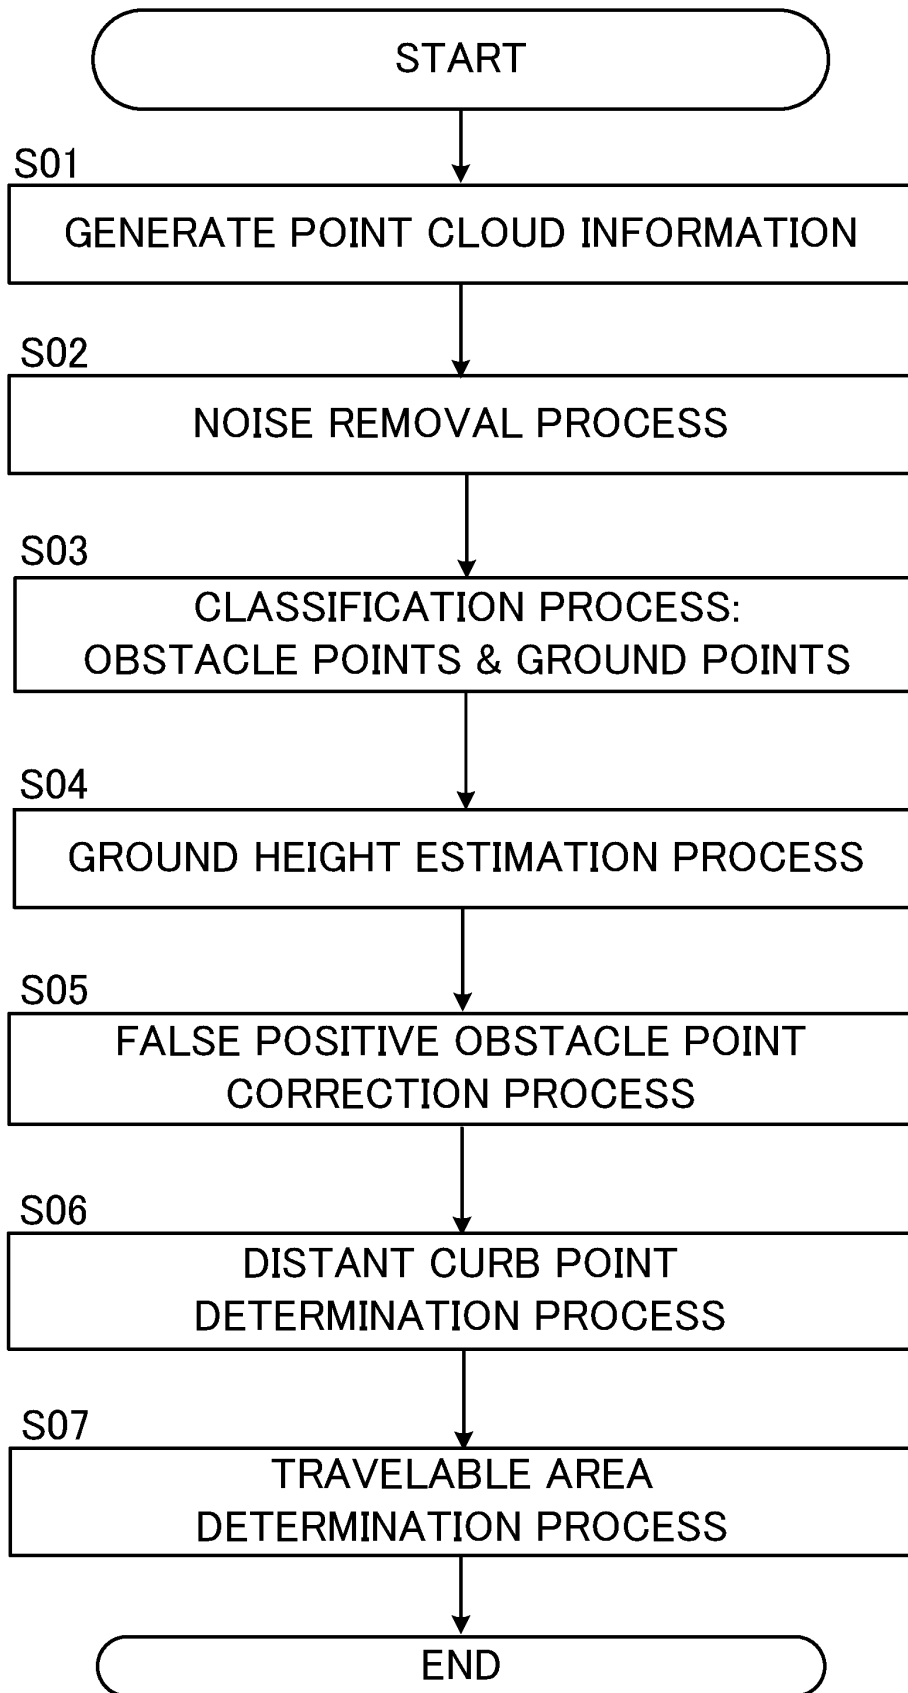 START
S01
GENERATE POINT CLOUD INFORMATION
S02
NOISE REMOVAL PROCESS
S03
CLASSIFICATION PROCESS:
OBSTACLE POINTS & GROUND POINTS
S04
GROUND HEIGHT ESTIMATION PROCESS
S05
FALSE POSITIVE OBSTACLE POINT
CORRECTION PROCESS
S06
DISTANT CURB POINT
DETERMINATION PROCESS
S07
TRAVELABLE AREA
DETERMINATION PROCESS
END